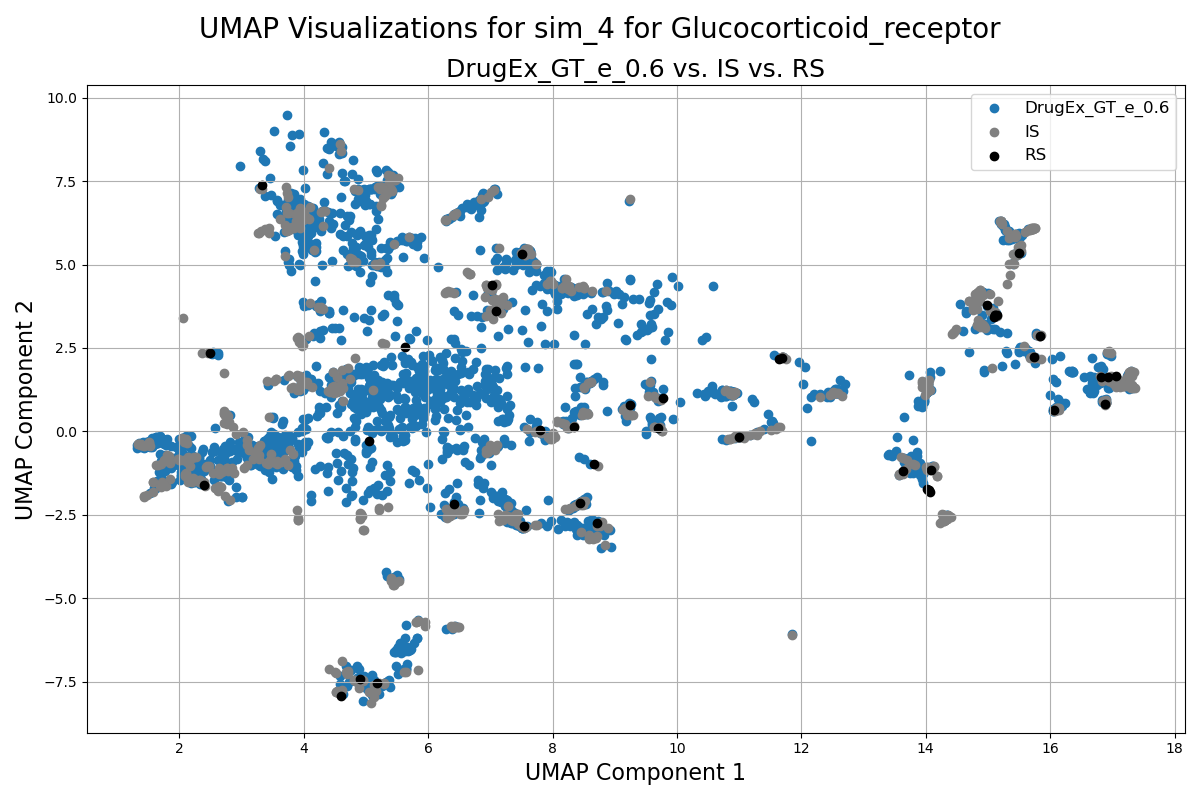 UMAP Visualizations for sim_4 for Glucocorticoid_receptor
DrugEx_GT_e_0.6 vs. IS vs. RS
DrugEx_GT_e_0.6
IS
RS
10.0
7.5
5.0
2.5
0.0
−2.5
−5.0
−7.5
UMAP Component 2
2 4 6 8 10 12 14 16 18
UMAP Component 1